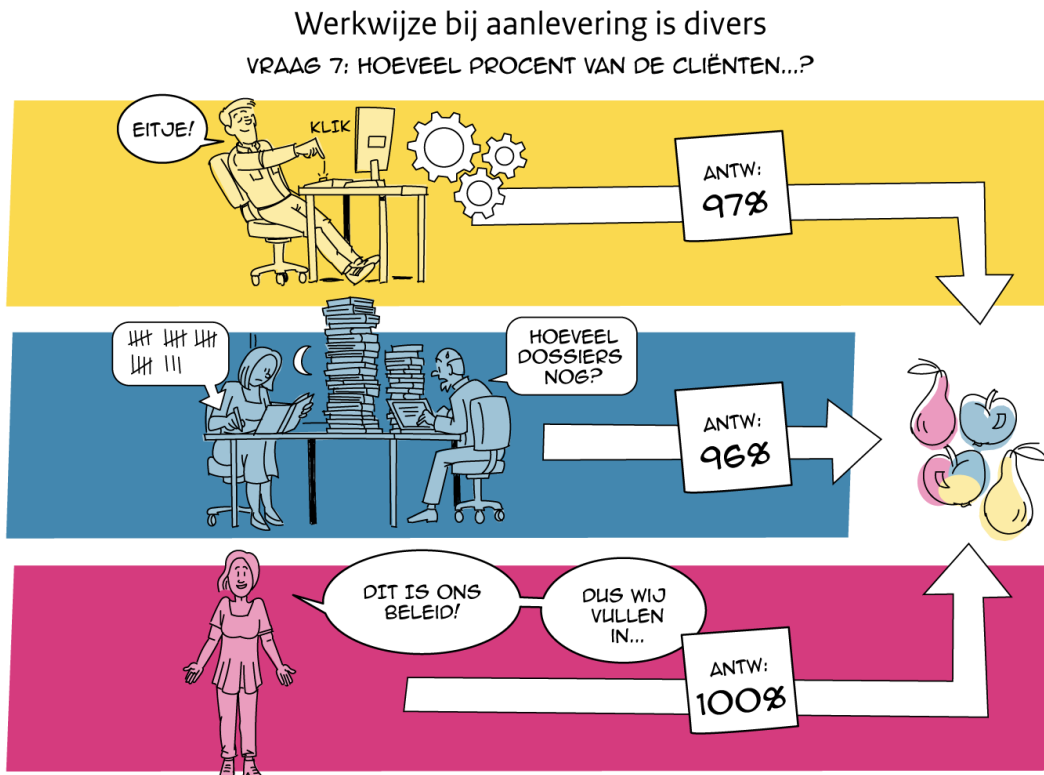 Werkwijze bij aanlevering is divers
VRAAG 7: HOEVEEL PROCENT VAN DE CLIËNTEN...?
EITJE!
KLIK
ANTW:
97%
HOEVEEL
DOSSIERS
NOG?
ANTW:
96%
DIT IS ONS
BELEID!
DUS WIJ
VULLEN
IN...
ANTW:
100%